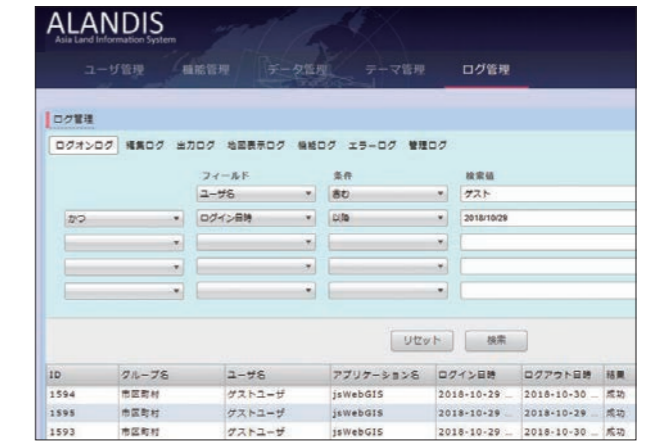 ALANDIS
Asia Land Information System
ユーザ管理 機能管理 データ管理 テーマ管理 ログ管理
ログ管理
ログオンログ 編集ログ 出力ログ 地図表示ログ 機能ログ エラーログ 管理ログ
フィールド 条件 検索値
ユーザ名 含む ゲスト
かつ ログイン日時 以降 2018/10/29
リセット 検索
ID グループ名 ユーザ名 アプリケーション名 ログイン日時 ログアウト日時 結果
1594 市区町村 ゲストユーザ jsWebGIS 2018-10-29 ... 2018-10-30 ... 成功
1595 市区町村 ゲストユーザ jsWebGIS 2018-10-29 ... 2018-10-29 ... 成功
1593 市区町村 ゲストユーザ jsWebGIS 2018-10-29 ... 2018-10-30 ... 成功